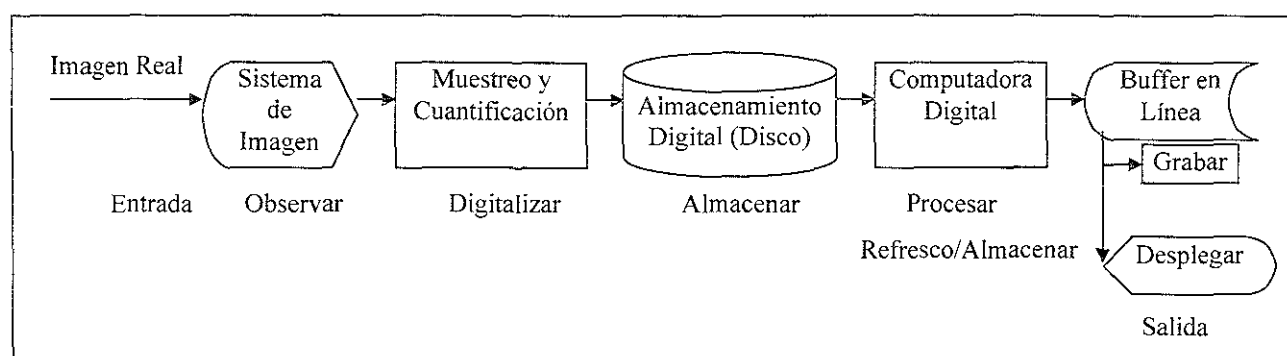 Imagen Real
Sistema
de
Imagen
Muestreo y
Cuantificación
Almacenamiento
Digital (Disco)
Computadora
Digital
Buffer en
Línea
Grabar
Entrada
Observar
Digitalizar
Almacenar
Procesar
Refresco/Almacenar
Desplegar
Salida